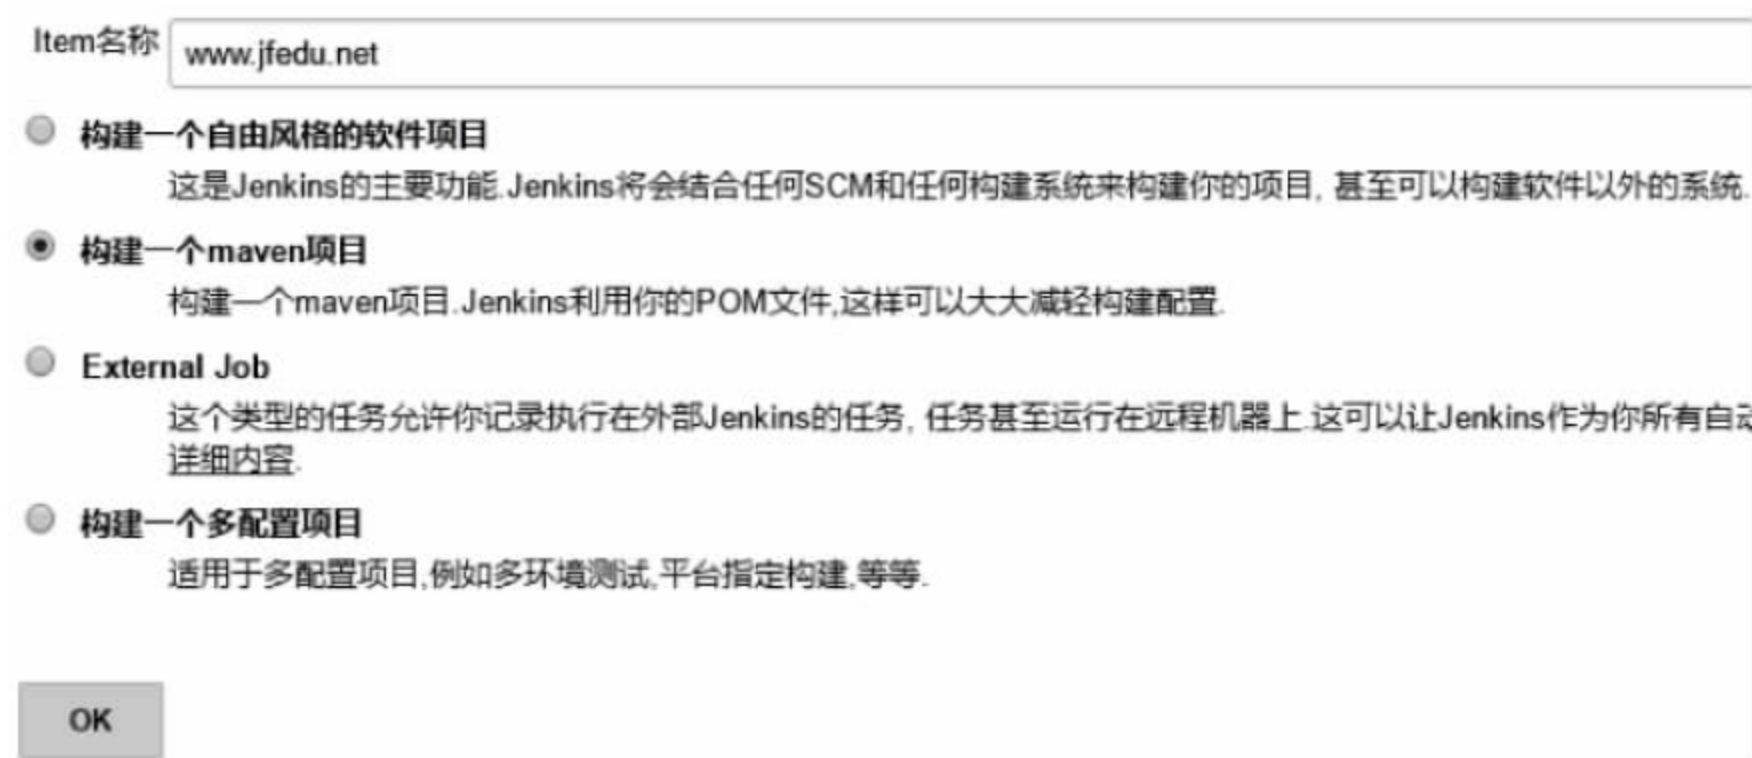 Item名称 www.jfedu.net
构建一个自由风格的软件项目
这是Jenkins的主要功能.Jenkins将会结合任何SCM和任何构建系统来构建你的项目, 甚至可以构建软件以外的系统.
构建一个maven项目
构建一个maven项目.Jenkins利用你的POM文件,这样可以大大减轻构建配置.
External Job
这个类型的任务允许你记录执行在外部Jenkins的任务, 任务甚至运行在远程机器上.这可以让Jenkins作为你所有自动
详细内容.
构建一个多配置项目
适用于多配置项目,例如多环境测试,平台指定构建,等等.
OK